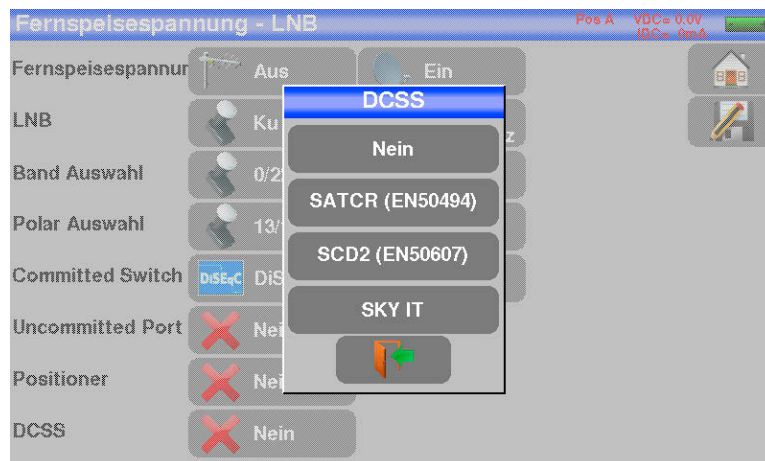 Fernspeisespannung - LNB
Pos A VDC= 0,0V
IDC= 0mA
Fernspeisespannur Aus Ein
LNB Ku z
Band Auswahl 0/2
Polar Auswahl 13/
Committed Switch DiSEqC DiS
Uncommitted Port Nei
Positioner Nei
DCSS Nein
DCSS
Nein
SATCR (EN50494)
SCD2 (EN50607)
SKY IT